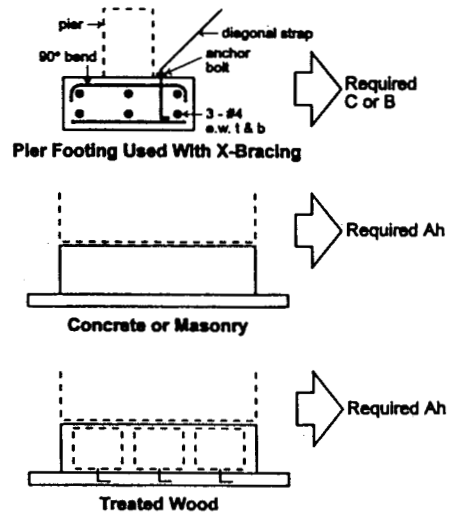 pier
diagonal strap
90° bend
anchor
bolt
3 - #4
e.w. t & b
Required
C or B
Pier Footing Used With X-Bracing
Required Ah
Concrete or Masonry
Required Ah
Treated Wood